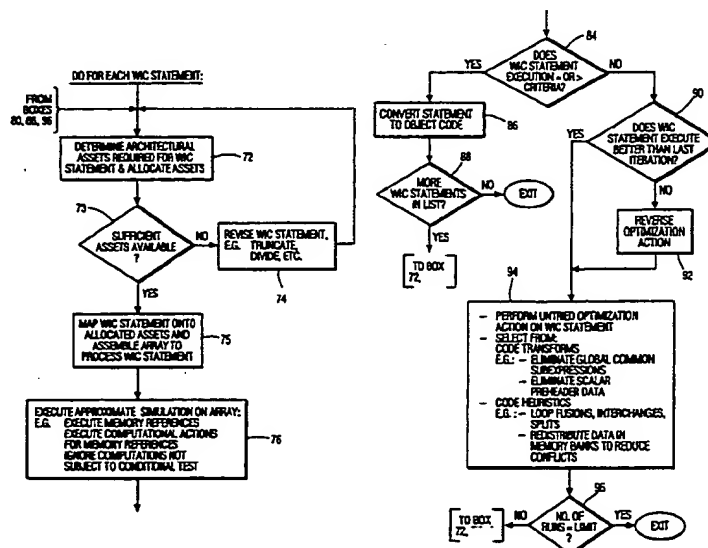 DO FOR EACH WIC STATEMENT:
FROM
BOXES
DETERMINE ARCHITECTURAL
ASSETS REQUIRED FOR WIC
STATEMENT & ALLOCATE ASSETS
72
73
SUFFICIENT
ASSETS AVAILABLE
?
NO
REVISE WIC STATEMENT,
E.G. TRUNCATE,
DIVIDE, ETC.
74
YES
MAP WIC STATEMENT ONTO
ALLOCATED ASSETS AND
ASSEMBLE ARRAY TO
PROCESS WIC STATEMENT
75
EXECUTE APPROXIMATE SIMULATION ON ARRAY:
E.G. EXECUTE MEMORY REFERENCES
EXECUTE COMPUTATIONAL ACTIONS
FOR MEMORY REFERENCES
IGNORE COMPUTATIONS NOT
SUBJECT TO CONDITIONAL TEST
76
84
DOES
WIC STATEMENT
EXECUTION = OR >
CRITERIA?
YES
NO
CONVERT STATEMENT
TO OBJECT CODE
86
88
MORE
WIC STATEMENTS
IN LIST?
NO
EXIT
YES
[TO BOX
72,]
90
DOES WIC
STATEMENT EXECUTE
BETTER THAN LAST
ITERATION?
YES
NO
REVERSE
OPTIMIZATION
ACTION
92
94
- PERFORM UNTRIED OPTIMIZATION
ACTION ON WIC STATEMENT
- SELECT FROM:
CODE TRANSFORMS
E.G.: - ELIMINATE GLOBAL COMMON
SUBEXPRESSIONS
- ELIMINATE SCALAR
PREHEADER DATA
- CODE HEURISTICS
E.G.: - LOOP FUSIONS, INTERCHANGES,
SPLITS
- REDISTRIBUTE DATA IN
MEMORY BANKS TO REDUCE
CONFLICTS
NO. OF
RUNS = LIMIT
?
NO
[TO BOX
72,]
YES
EXIT